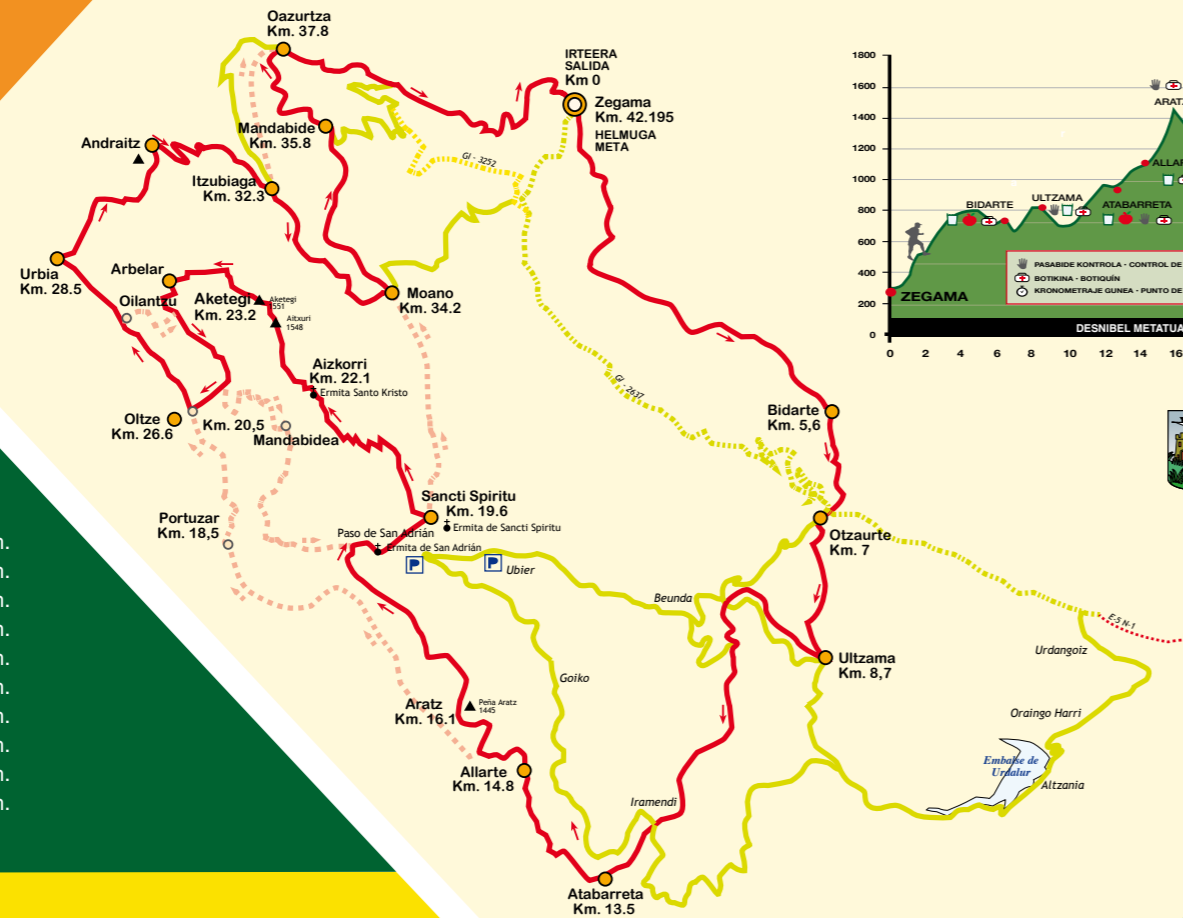 Oazurtza
Km. 37.8
IRTEERA
SALIDA
Km 0
Zegama
Km. 42.195
HELMUGA
META
Mandabide
Km. 35.8
Andraitz
GI - 3252
Itzubiaga
Km. 32.3
Urbia
Km. 28.5
Arbelar
Oilantzu
Aketegi
Km. 23.2
Aketegi
1551
Aitxuri
1548
Moano
Km. 34.2
Aizkorri
Km. 22.1
Ermita Santo Kristo
GI - 2637
Bidarte
Km. 5,6
Oltze
Km. 26.6
Km. 20,5
Mandabidea
Sancti Spiritu
Km. 19.6
Ermita de Sancti Spiritu
Portuzar
Km. 18,5
Paso de San Adrián
Ermita de San Adrián
P
P
Ubier
Otzaurte
Km. 7
Beunda
E-5 N-1
Urdangoiz
Ultzama
Km. 8,7
Goiko
Aratz
Km. 16.1
Peña Aratz
1445
Oraingo Harri
Embalse de
Urdalur
Altzania
Allarte
Km. 14.8
Iramendi
Atabarreta
Km. 13.5
m.
m.
m.
m.
m.
m.
m.
m.
m.
1800
1600
1400
1200
1000
800
600
400
200
0
ARAT
ALLAR
BIDARTE
ULTZAMA
ATABARRETA
ZEGAMA
PASABIDE KONTROLA - CONTROL DE
BOTIKINA - BOTIQUÍN
KRONOMETRAJE GUNEA - PUNTO DE
DESNIBEL METATUA
0 2 4 6 8 10 12 14 16